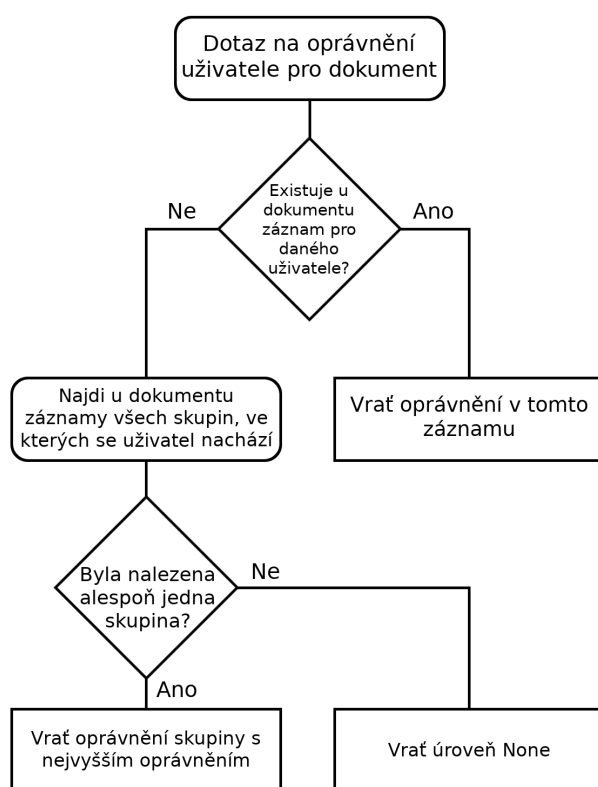 Dotaz na oprávnění
uživatele pro dokument
Existuje u
dokumentu
záznam pro
daného
uživatele?
Ne
Ano
Najdi u dokumentu
záznamy všech skupin, ve
kterých se uživatel nachází
Vrať oprávnění v tomto
záznamu
Byla nalezena
alespoň jedna
skupina?
Ne
Ano
Vrať oprávnění skupiny s
nejvyšším oprávněním
Vrať úroveň None